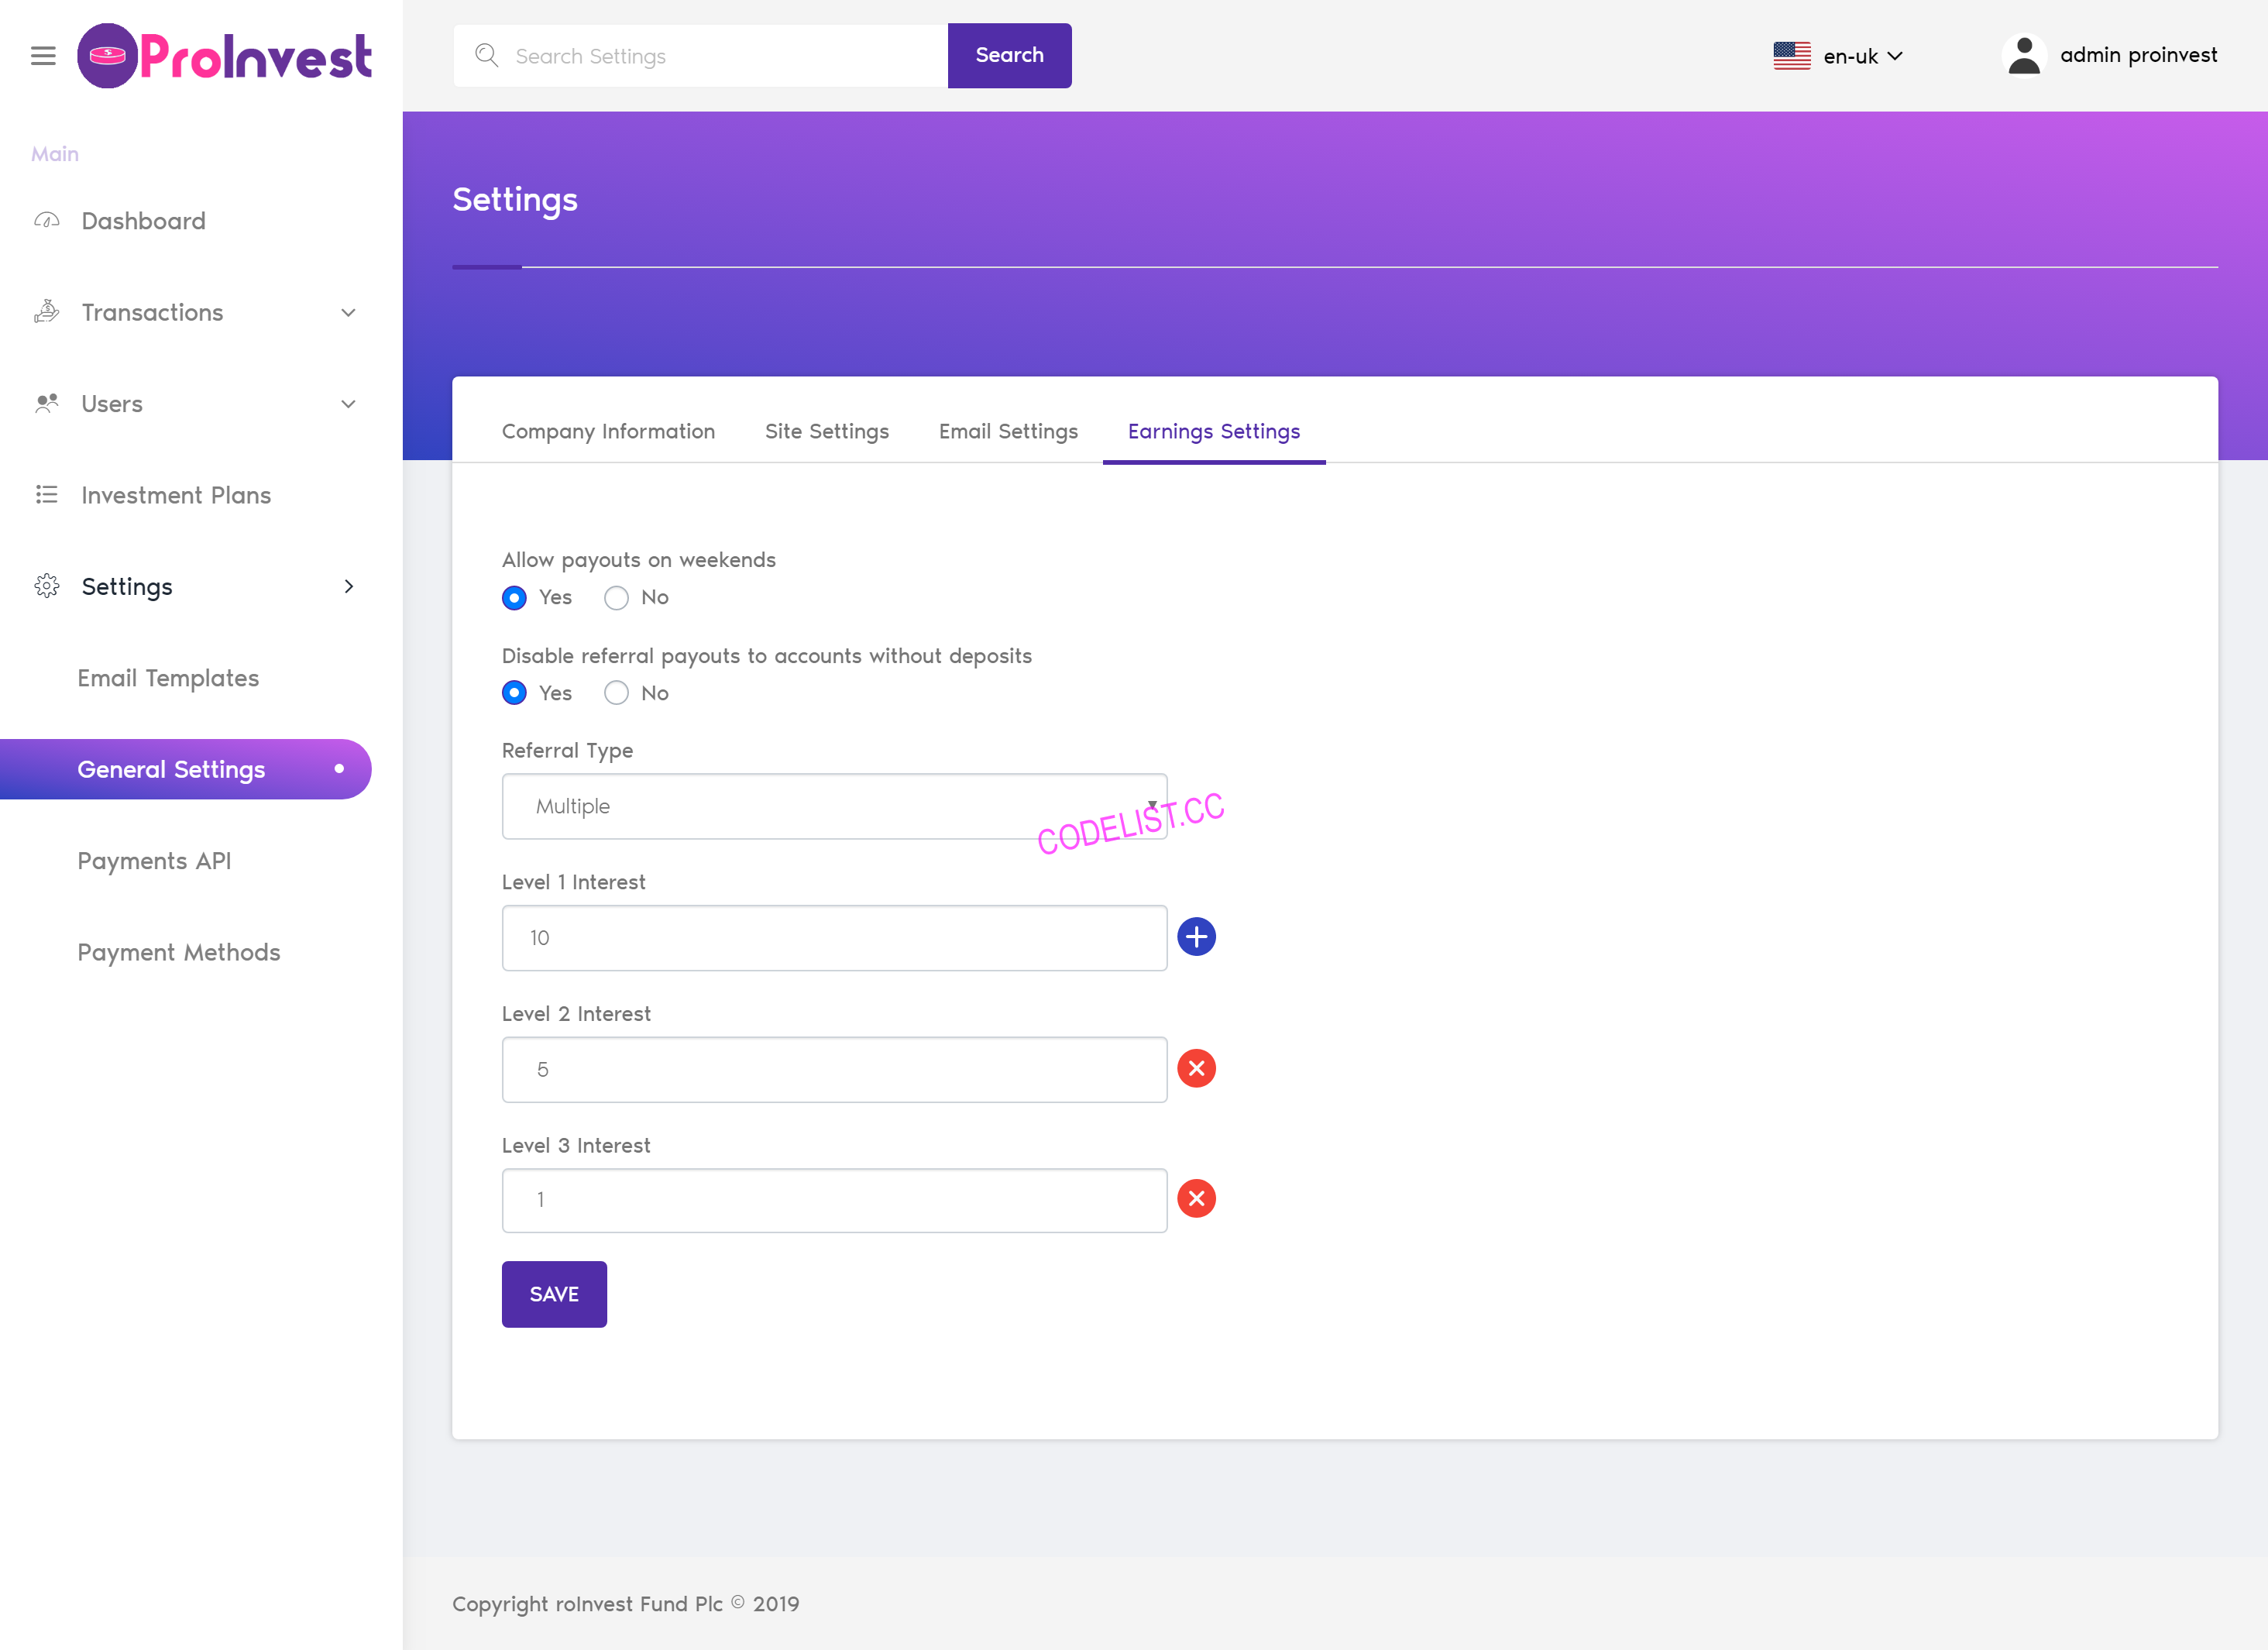 ProInvest
Search Settings
Search
en-uk
admin proinvest
Main
Dashboard
Transactions
Users
Investment Plans
Settings
Email Templates
General Settings
Payments API
Payment Methods
Settings
Company Information
Site Settings
Email Settings
Earnings Settings
Allow payouts on weekends
Yes No
Disable referral payouts to accounts without deposits
Yes No
Referral Type
Multiple
CODELIST.CC
Level 1 Interest
10
Level 2 Interest
5
Level 3 Interest
1
SAVE
Copyright roInvest Fund Plc © 2019